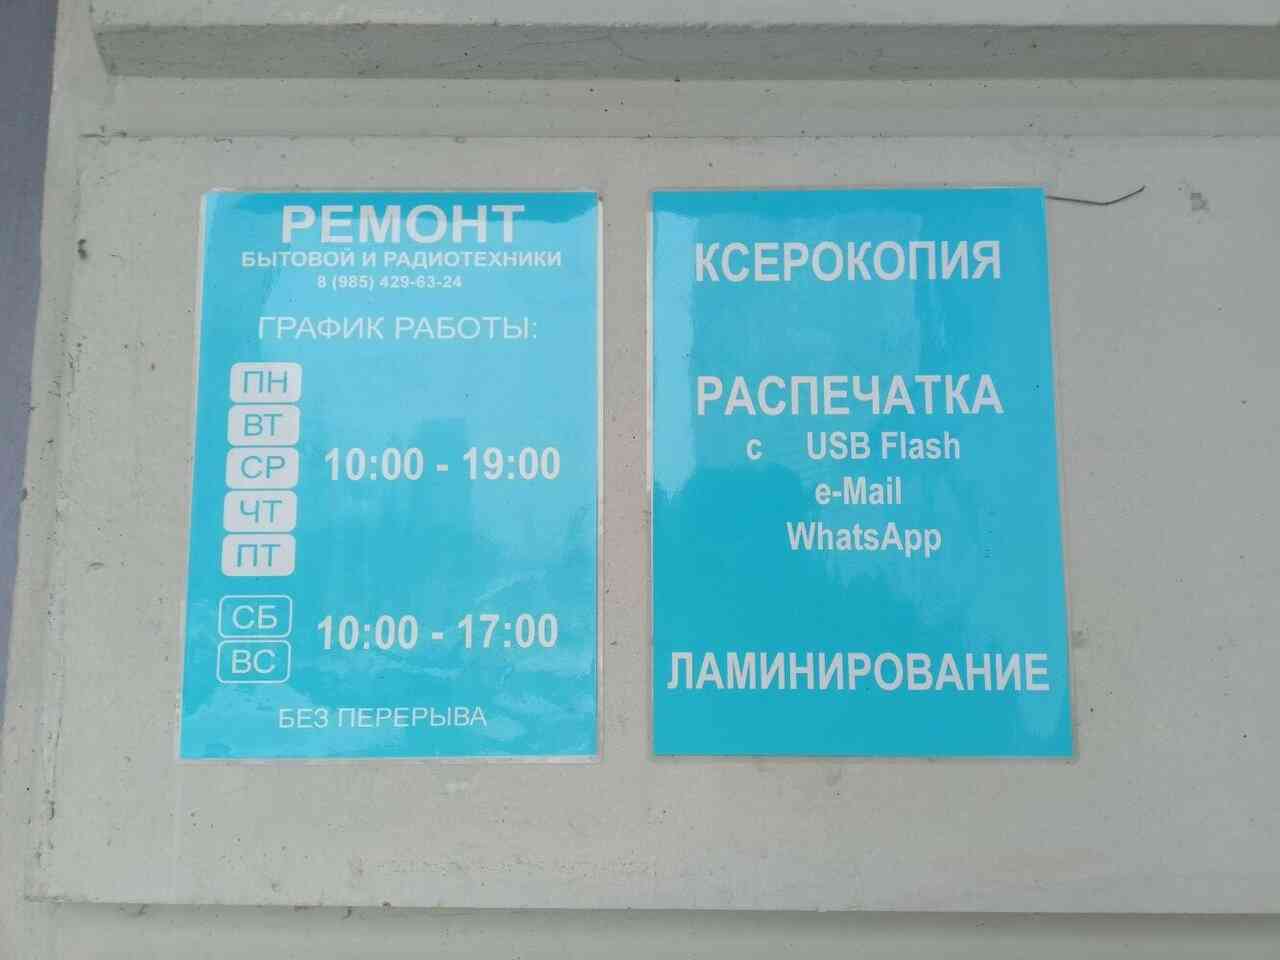 РЕМОНТ
БЫТОВОЙ И РАДИОТЕХНИКИ
8 (985) 429-63-24
ГРАФИК РАБОТЫ:
ПН
ВТ
СР 10:00 - 19:00
ЧТ
ПТ
СБ 10:00 - 17:00
ВС
БЕЗ ПЕРЕРЫВА
КСЕРОКОПИЯ
РАСПЕЧАТКА
с USB Flash
e-Mail
WhatsApp
ЛАМИНИРОВАНИЕ